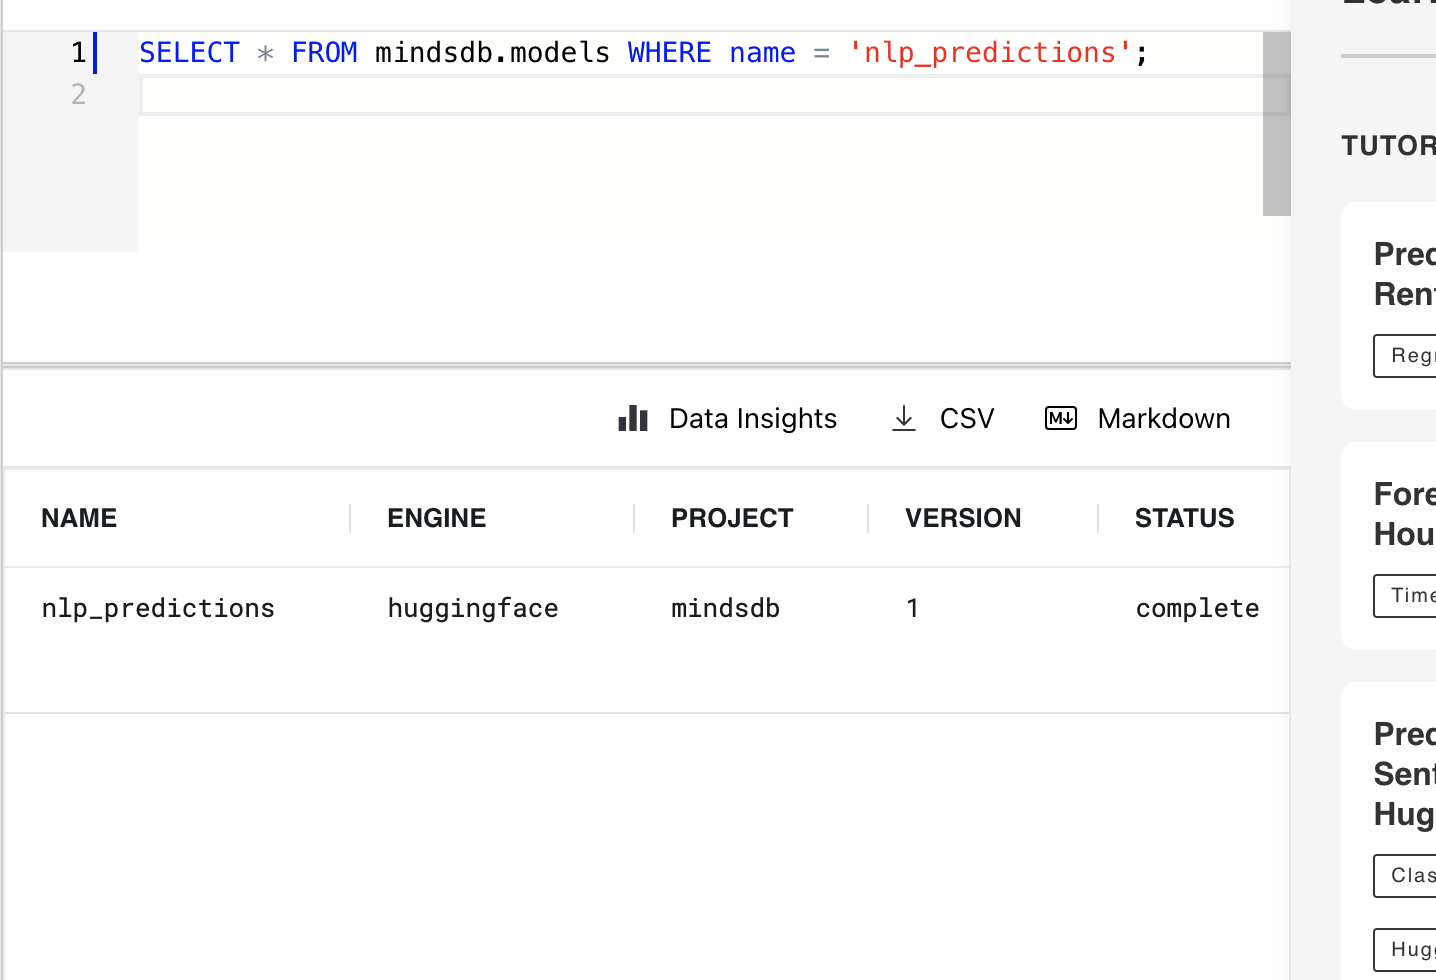 1 SELECT * FROM mindsdb.models WHERE name = 'nlp_predictions';
2
Data Insights CSV M↓ Markdown
NAME ENGINE PROJECT VERSION STATUS
nlp_predictions huggingface mindsdb 1 complete
TUTOR
Pred
Ren
Regr
Fore
Hou
Time
Pred
Sent
Hug
Clas
Hugg